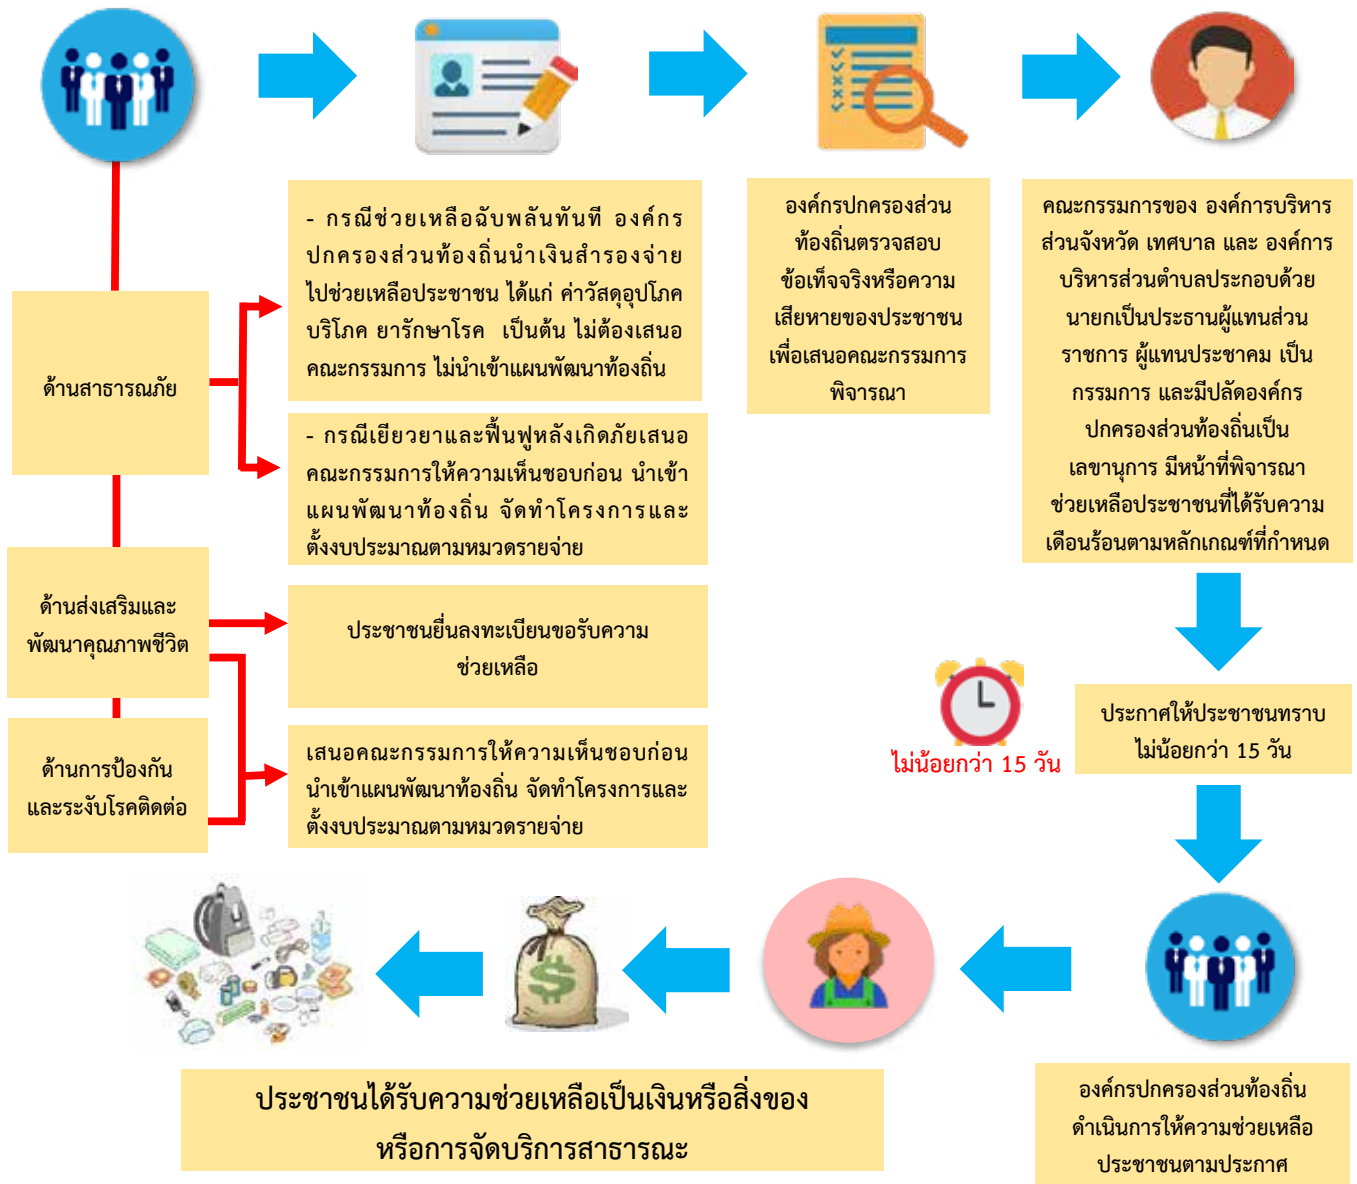 - กรณีช่วยเหลือฉับพลันทันที องค์กร
ปกครองส่วนท้องถิ่นนำเงินสำรองจ่าย
ไปช่วยเหลือประชาชน ได้แก่ ค่าวัสดุอุปโภค
บริโภค ยารักษาโรค เป็นต้น ไม่ต้องเสนอ
คณะกรรมการ ไม่นำเข้าแผนพัฒนาท้องถิ่น
องค์กรปกครองส่วน
ท้องถิ่นตรวจสอบ
ข้อเท็จจริงหรือความ
เสียหายของประชาชน
เพื่อเสนอคณะกรรมการ
พิจารณา
คณะกรรมการของ องค์การบริหาร
ส่วนจังหวัด เทศบาล และ องค์การ
บริหารส่วนตำบลประกอบด้วย
นายกเป็นประธานผู้แทนส่วน
ราชการ ผู้แทนประชาคม เป็น
กรรมการ และมีปลัดองค์กร
ปกครองส่วนท้องถิ่นเป็น
เลขานุการ มีหน้าที่พิจารณา
ช่วยเหลือประชาชนที่ได้รับความ
เดือนร้อนตามหลักเกณฑ์ที่กำหนด
ด้านสาธารณภัย
- กรณีเยียวยาและฟื้นฟูหลังเกิดภัยเสนอ
คณะกรรมการให้ความเห็นชอบก่อน นำเข้า
แผนพัฒนาท้องถิ่น จัดทำโครงการและ
ตั้งงบประมาณตามหมวดรายจ่าย
ด้านส่งเสริมและ
พัฒนาคุณภาพชีวิต
ประชาชนยื่นลงทะเบียนขอรับความ
ช่วยเหลือ
ด้านการป้องกัน
และระงับโรคติดต่อ
เสนอคณะกรรมการให้ความเห็นชอบก่อน
นำเข้าแผนพัฒนาท้องถิ่น จัดทำโครงการและ
ตั้งงบประมาณตามหมวดรายจ่าย
ไม่น้อยกว่า 15 วัน
ประกาศให้ประชาชนทราบ
ไม่น้อยกว่า 15 วัน
$
องค์กรปกครองส่วนท้องถิ่น
ดำเนินการให้ความช่วยเหลือ
ประชาชนตามประกาศ
ประชาชนได้รับความช่วยเหลือเป็นเงินหรือสิ่งของ
หรือการจัดบริการสาธารณะ